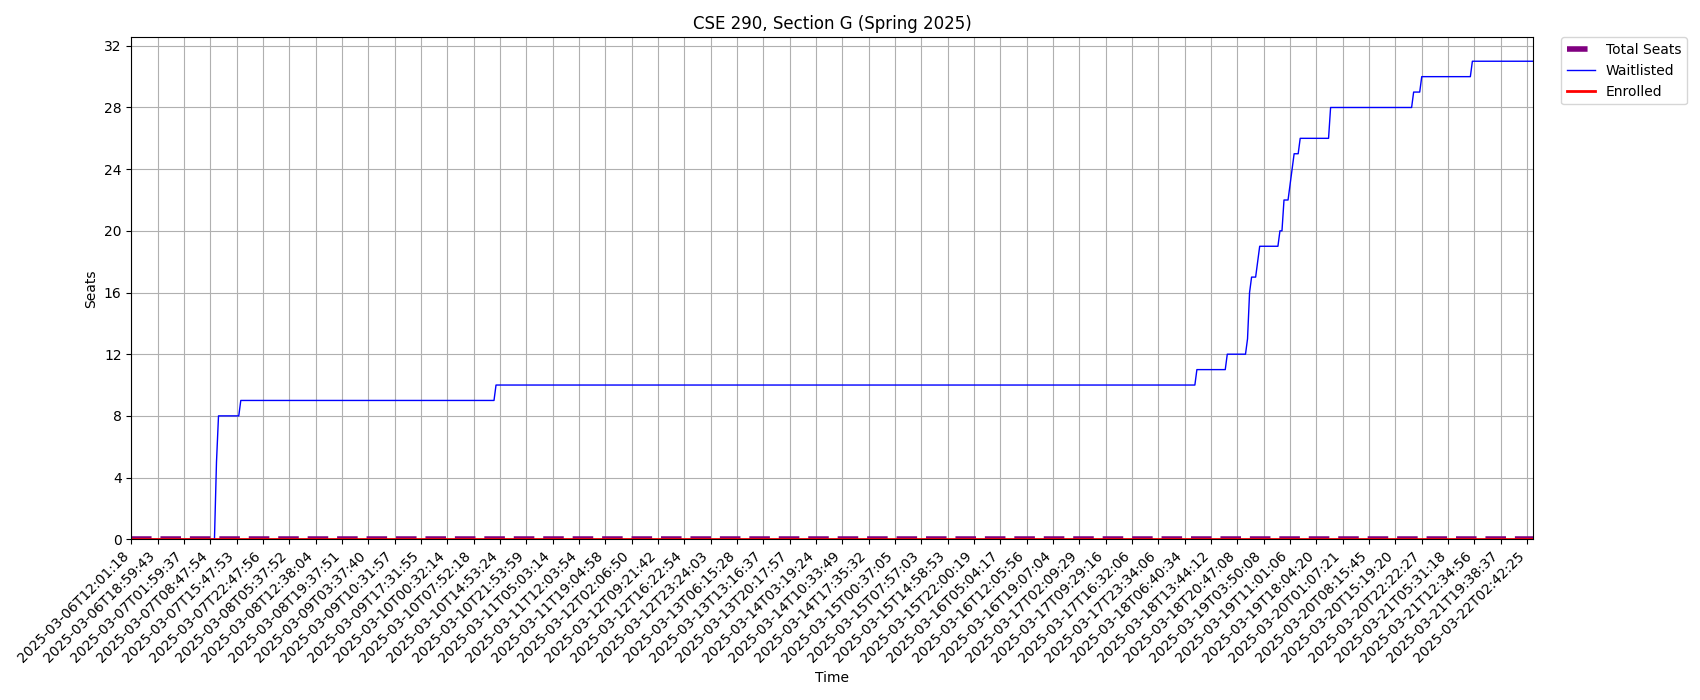 CSE 290, Section G (Spring 2025)
Total Seats
Waitlisted
Enrolled
32
28
24
20
16
12
8
4
0
Seats
2025-03-06T12:01:18
2025-03-06T18:59:43
2025-03-07T01:59:37
2025-03-07T08:47:54
2025-03-07T15:47:53
2025-03-07T22:47:56
2025-03-08T05:37:52
2025-03-08T12:38:04
2025-03-08T19:37:51
2025-03-09T03:37:40
2025-03-09T10:31:57
2025-03-09T17:31:55
2025-03-10T00:32:14
2025-03-10T07:52:18
2025-03-10T14:53:24
2025-03-10T21:53:59
2025-03-11T05:03:14
2025-03-11T12:03:54
2025-03-11T19:04:58
2025-03-12T02:06:50
2025-03-12T09:21:42
2025-03-12T16:22:54
2025-03-12T23:24:03
2025-03-13T06:15:28
2025-03-13T13:16:37
2025-03-13T20:17:57
2025-03-14T03:19:24
2025-03-14T10:33:49
2025-03-14T17:35:32
2025-03-15T00:37:05
2025-03-15T07:57:03
2025-03-15T14:58:53
2025-03-15T22:00:19
2025-03-16T05:04:17
2025-03-16T12:05:56
2025-03-16T19:07:04
2025-03-17T02:09:29
2025-03-17T09:29:16
2025-03-17T16:32:06
2025-03-17T23:34:06
2025-03-18T06:40:34
2025-03-18T13:44:12
2025-03-18T20:47:08
2025-03-19T03:50:08
2025-03-19T11:01:06
2025-03-19T18:04:20
2025-03-20T01:07:21
2025-03-20T08:15:45
2025-03-20T15:19:20
2025-03-20T22:22:27
2025-03-21T05:31:18
2025-03-21T12:34:56
2025-03-21T19:38:37
2025-03-22T02:42:25
Time